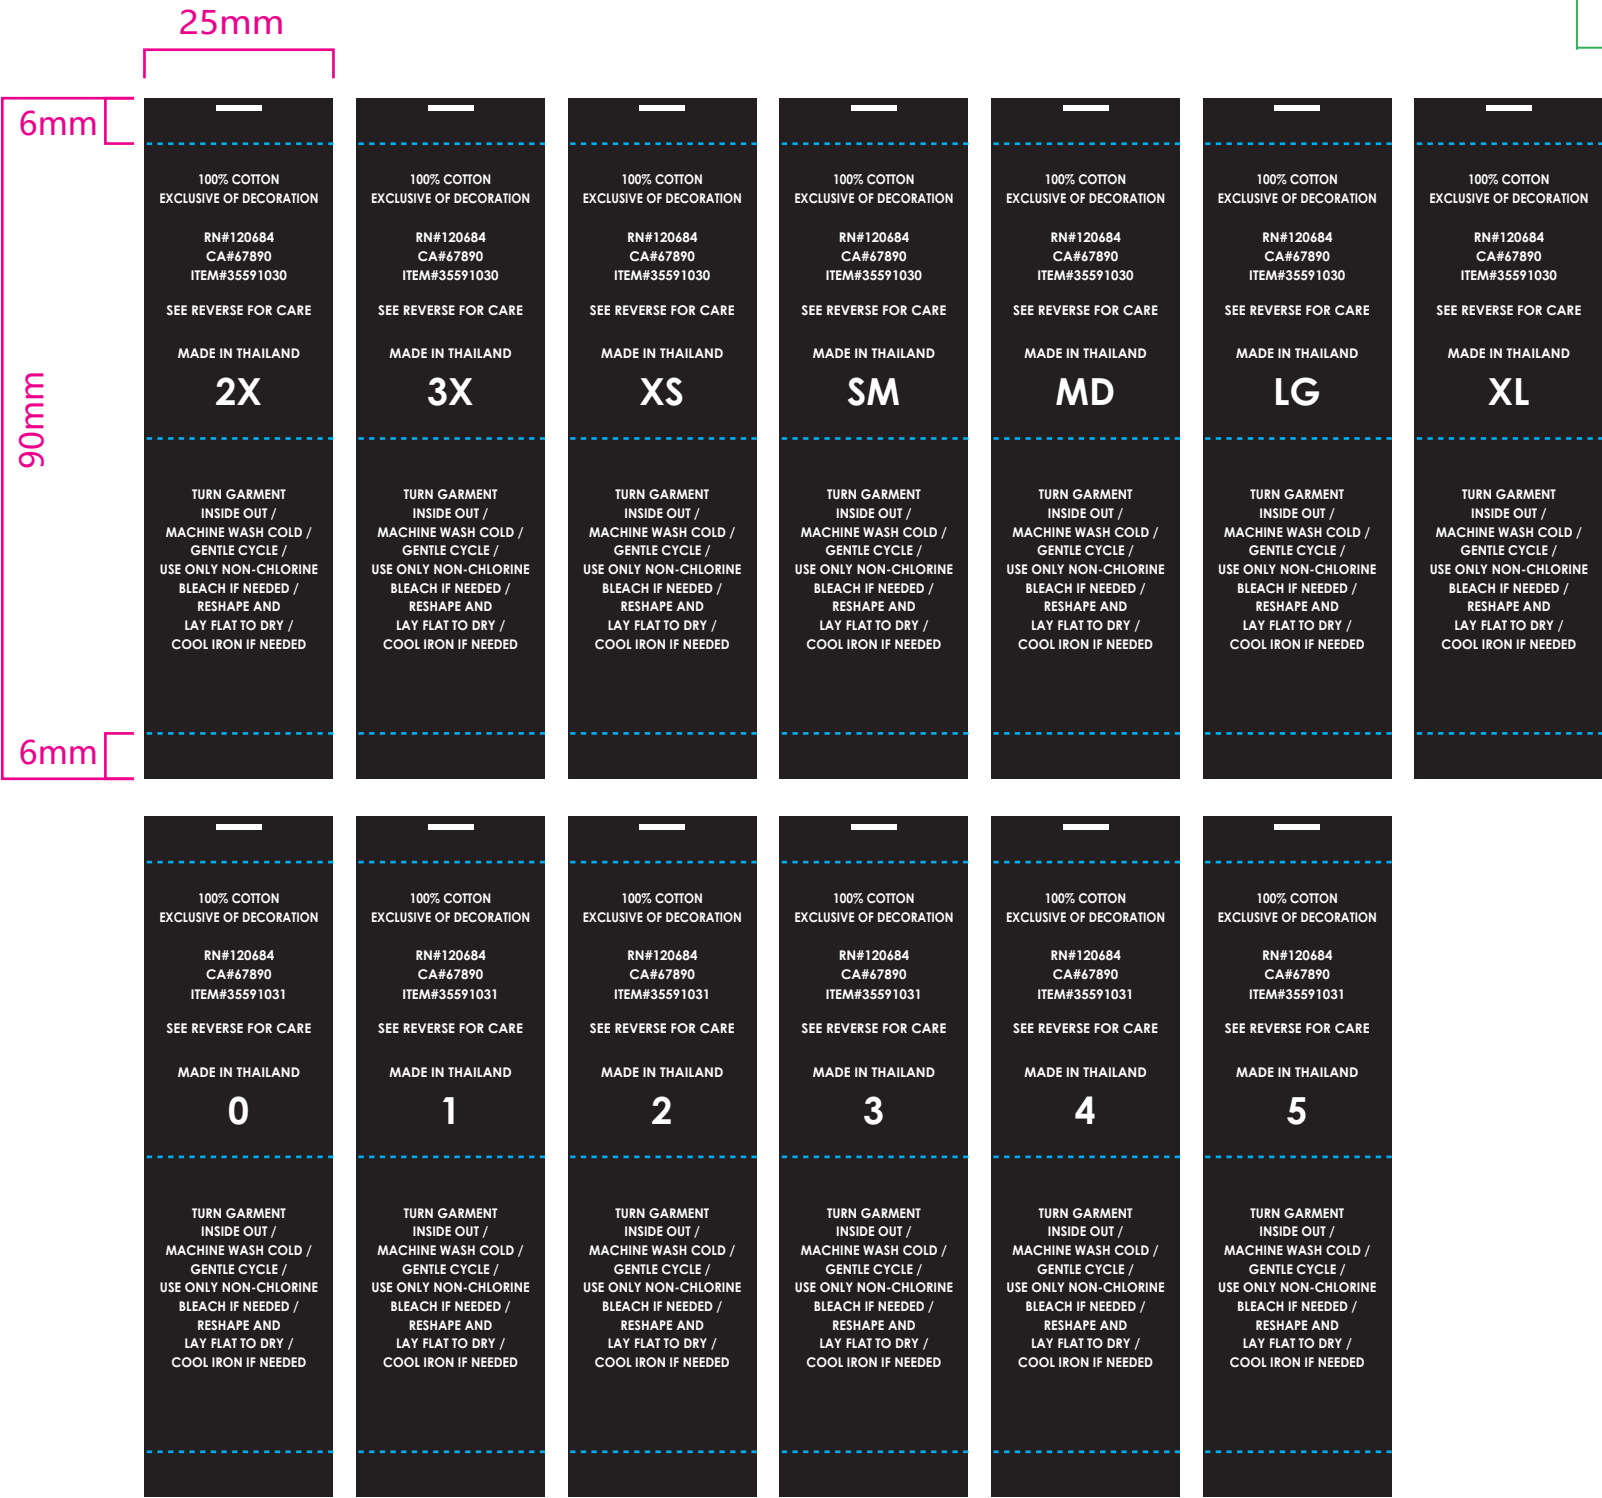 25mm
6mm
90mm
6mm
100% COTTON
EXCLUSIVE OF DECORATION
RN#120684
CA#67890
ITEM#35591030
SEE REVERSE FOR CARE
MADE IN THAILAND
2X
TURN GARMENT
INSIDE OUT /
MACHINE WASH COLD /
GENTLE CYCLE /
USE ONLY NON-CHLORINE
BLEACH IF NEEDED /
RESHAPE AND
LAY FLAT TO DRY /
COOL IRON IF NEEDED
100% COTTON
EXCLUSIVE OF DECORATION
RN#120684
CA#67890
ITEM#35591030
SEE REVERSE FOR CARE
MADE IN THAILAND
3X
TURN GARMENT
INSIDE OUT /
MACHINE WASH COLD /
GENTLE CYCLE /
USE ONLY NON-CHLORINE
BLEACH IF NEEDED /
RESHAPE AND
LAY FLAT TO DRY /
COOL IRON IF NEEDED
100% COTTON
EXCLUSIVE OF DECORATION
RN#120684
CA#67890
ITEM#35591030
SEE REVERSE FOR CARE
MADE IN THAILAND
XS
TURN GARMENT
INSIDE OUT /
MACHINE WASH COLD /
GENTLE CYCLE /
USE ONLY NON-CHLORINE
BLEACH IF NEEDED /
RESHAPE AND
LAY FLAT TO DRY /
COOL IRON IF NEEDED
100% COTTON
EXCLUSIVE OF DECORATION
RN#120684
CA#67890
ITEM#35591030
SEE REVERSE FOR CARE
MADE IN THAILAND
SM
TURN GARMENT
INSIDE OUT /
MACHINE WASH COLD /
GENTLE CYCLE /
USE ONLY NON-CHLORINE
BLEACH IF NEEDED /
RESHAPE AND
LAY FLAT TO DRY /
COOL IRON IF NEEDED
100% COTTON
EXCLUSIVE OF DECORATION
RN#120684
CA#67890
ITEM#35591030
SEE REVERSE FOR CARE
MADE IN THAILAND
MD
TURN GARMENT
INSIDE OUT /
MACHINE WASH COLD /
GENTLE CYCLE /
USE ONLY NON-CHLORINE
BLEACH IF NEEDED /
RESHAPE AND
LAY FLAT TO DRY /
COOL IRON IF NEEDED
100% COTTON
EXCLUSIVE OF DECORATION
RN#120684
CA#67890
ITEM#35591030
SEE REVERSE FOR CARE
MADE IN THAILAND
LG
TURN GARMENT
INSIDE OUT /
MACHINE WASH COLD /
GENTLE CYCLE /
USE ONLY NON-CHLORINE
BLEACH IF NEEDED /
RESHAPE AND
LAY FLAT TO DRY /
COOL IRON IF NEEDED
100% COTTON
EXCLUSIVE OF DECORATION
RN#120684
CA#67890
ITEM#35591030
SEE REVERSE FOR CARE
MADE IN THAILAND
XL
TURN GARMENT
INSIDE OUT /
MACHINE WASH COLD /
GENTLE CYCLE /
USE ONLY NON-CHLORINE
BLEACH IF NEEDED /
RESHAPE AND
LAY FLAT TO DRY /
COOL IRON IF NEEDED
100% COTTON
EXCLUSIVE OF DECORATION
RN#120684
CA#67890
ITEM#35591031
SEE REVERSE FOR CARE
MADE IN THAILAND
0
TURN GARMENT
INSIDE OUT /
MACHINE WASH COLD /
GENTLE CYCLE /
USE ONLY NON-CHLORINE
BLEACH IF NEEDED /
RESHAPE AND
LAY FLAT TO DRY /
COOL IRON IF NEEDED
100% COTTON
EXCLUSIVE OF DECORATION
RN#120684
CA#67890
ITEM#35591031
SEE REVERSE FOR CARE
MADE IN THAILAND
1
TURN GARMENT
INSIDE OUT /
MACHINE WASH COLD /
GENTLE CYCLE /
USE ONLY NON-CHLORINE
BLEACH IF NEEDED /
RESHAPE AND
LAY FLAT TO DRY /
COOL IRON IF NEEDED
100% COTTON
EXCLUSIVE OF DECORATION
RN#120684
CA#67890
ITEM#35591031
SEE REVERSE FOR CARE
MADE IN THAILAND
2
TURN GARMENT
INSIDE OUT /
MACHINE WASH COLD /
GENTLE CYCLE /
USE ONLY NON-CHLORINE
BLEACH IF NEEDED /
RESHAPE AND
LAY FLAT TO DRY /
COOL IRON IF NEEDED
100% COTTON
EXCLUSIVE OF DECORATION
RN#120684
CA#67890
ITEM#35591031
SEE REVERSE FOR CARE
MADE IN THAILAND
3
TURN GARMENT
INSIDE OUT /
MACHINE WASH COLD /
GENTLE CYCLE /
USE ONLY NON-CHLORINE
BLEACH IF NEEDED /
RESHAPE AND
LAY FLAT TO DRY /
COOL IRON IF NEEDED
100% COTTON
EXCLUSIVE OF DECORATION
RN#120684
CA#67890
ITEM#35591031
SEE REVERSE FOR CARE
MADE IN THAILAND
4
TURN GARMENT
INSIDE OUT /
MACHINE WASH COLD /
GENTLE CYCLE /
USE ONLY NON-CHLORINE
BLEACH IF NEEDED /
RESHAPE AND
LAY FLAT TO DRY /
COOL IRON IF NEEDED
100% COTTON
EXCLUSIVE OF DECORATION
RN#120684
CA#67890
ITEM#35591031
SEE REVERSE FOR CARE
MADE IN THAILAND
5
TURN GARMENT
INSIDE OUT /
MACHINE WASH COLD /
GENTLE CYCLE /
USE ONLY NON-CHLORINE
BLEACH IF NEEDED /
RESHAPE AND
LAY FLAT TO DRY /
COOL IRON IF NEEDED